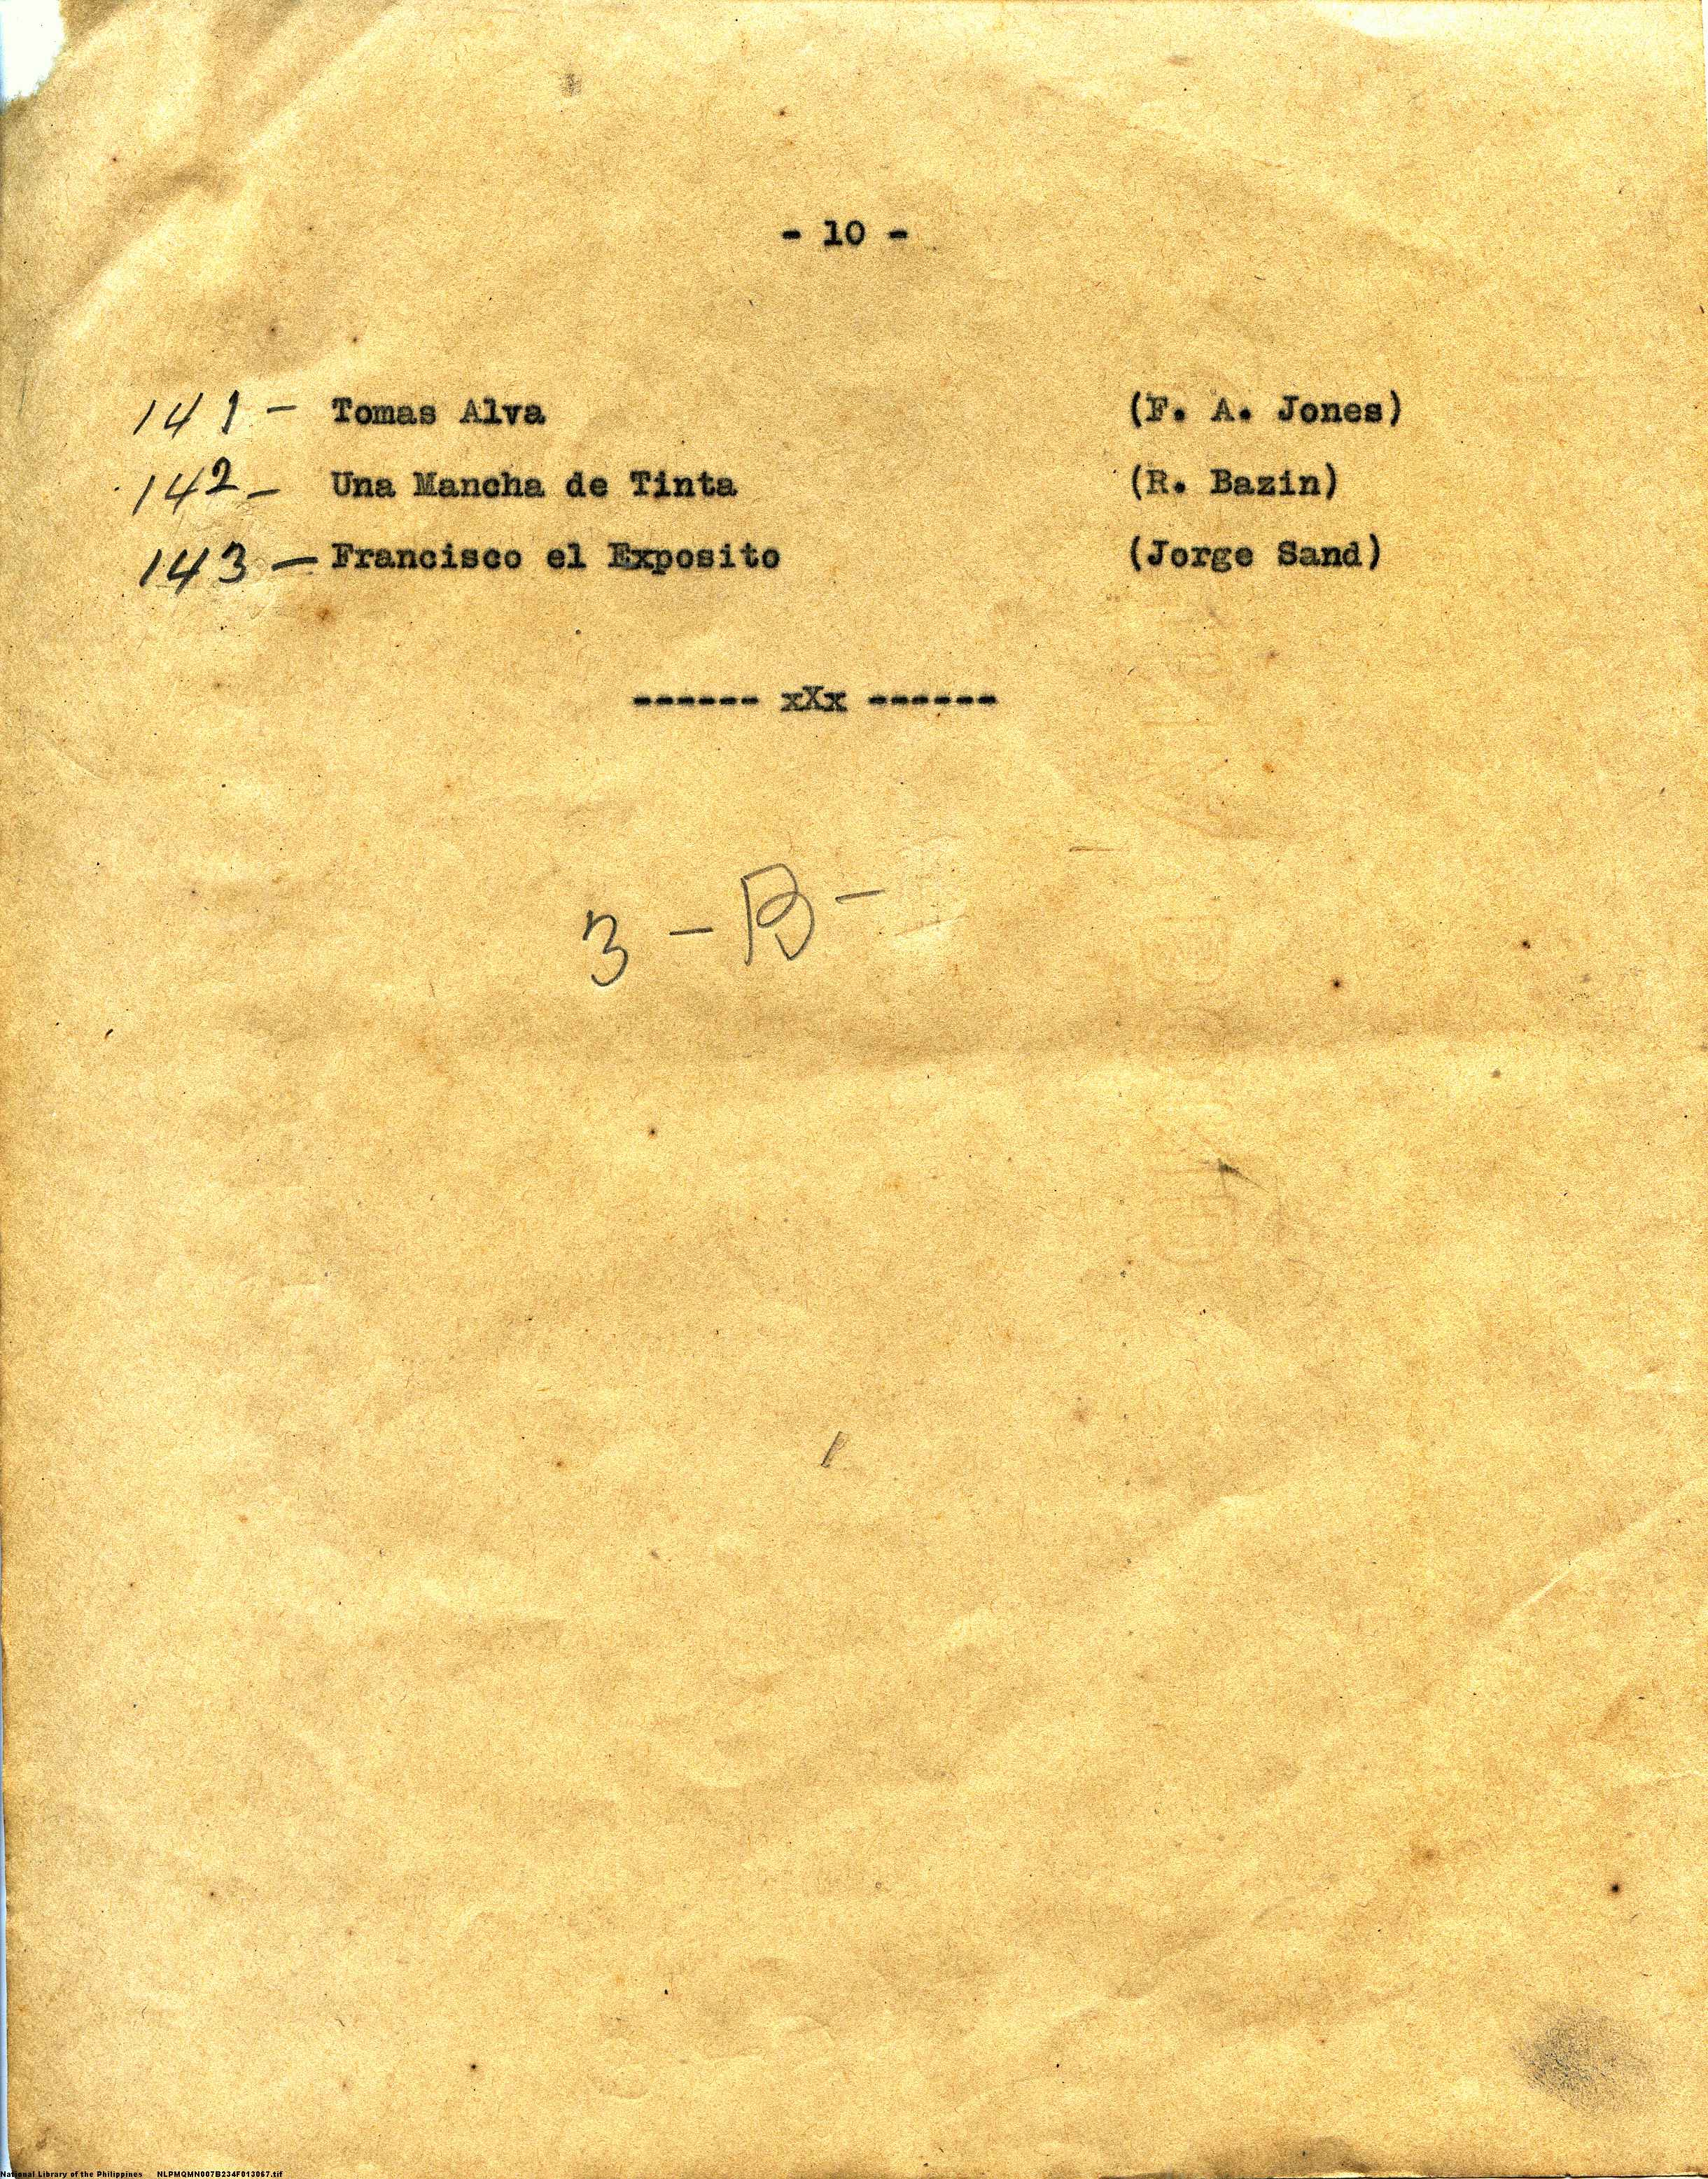 - 10 -
141 - Tomas Alva (F. A. Jones)
142 - Una Mancha de Tinta (R. Bazin)
143 - Francisco el Exposito (Jorge Sand)
------ xXx ------
3 - B -
National Library of the Philippines NLPMQMN007B234F013067.tif